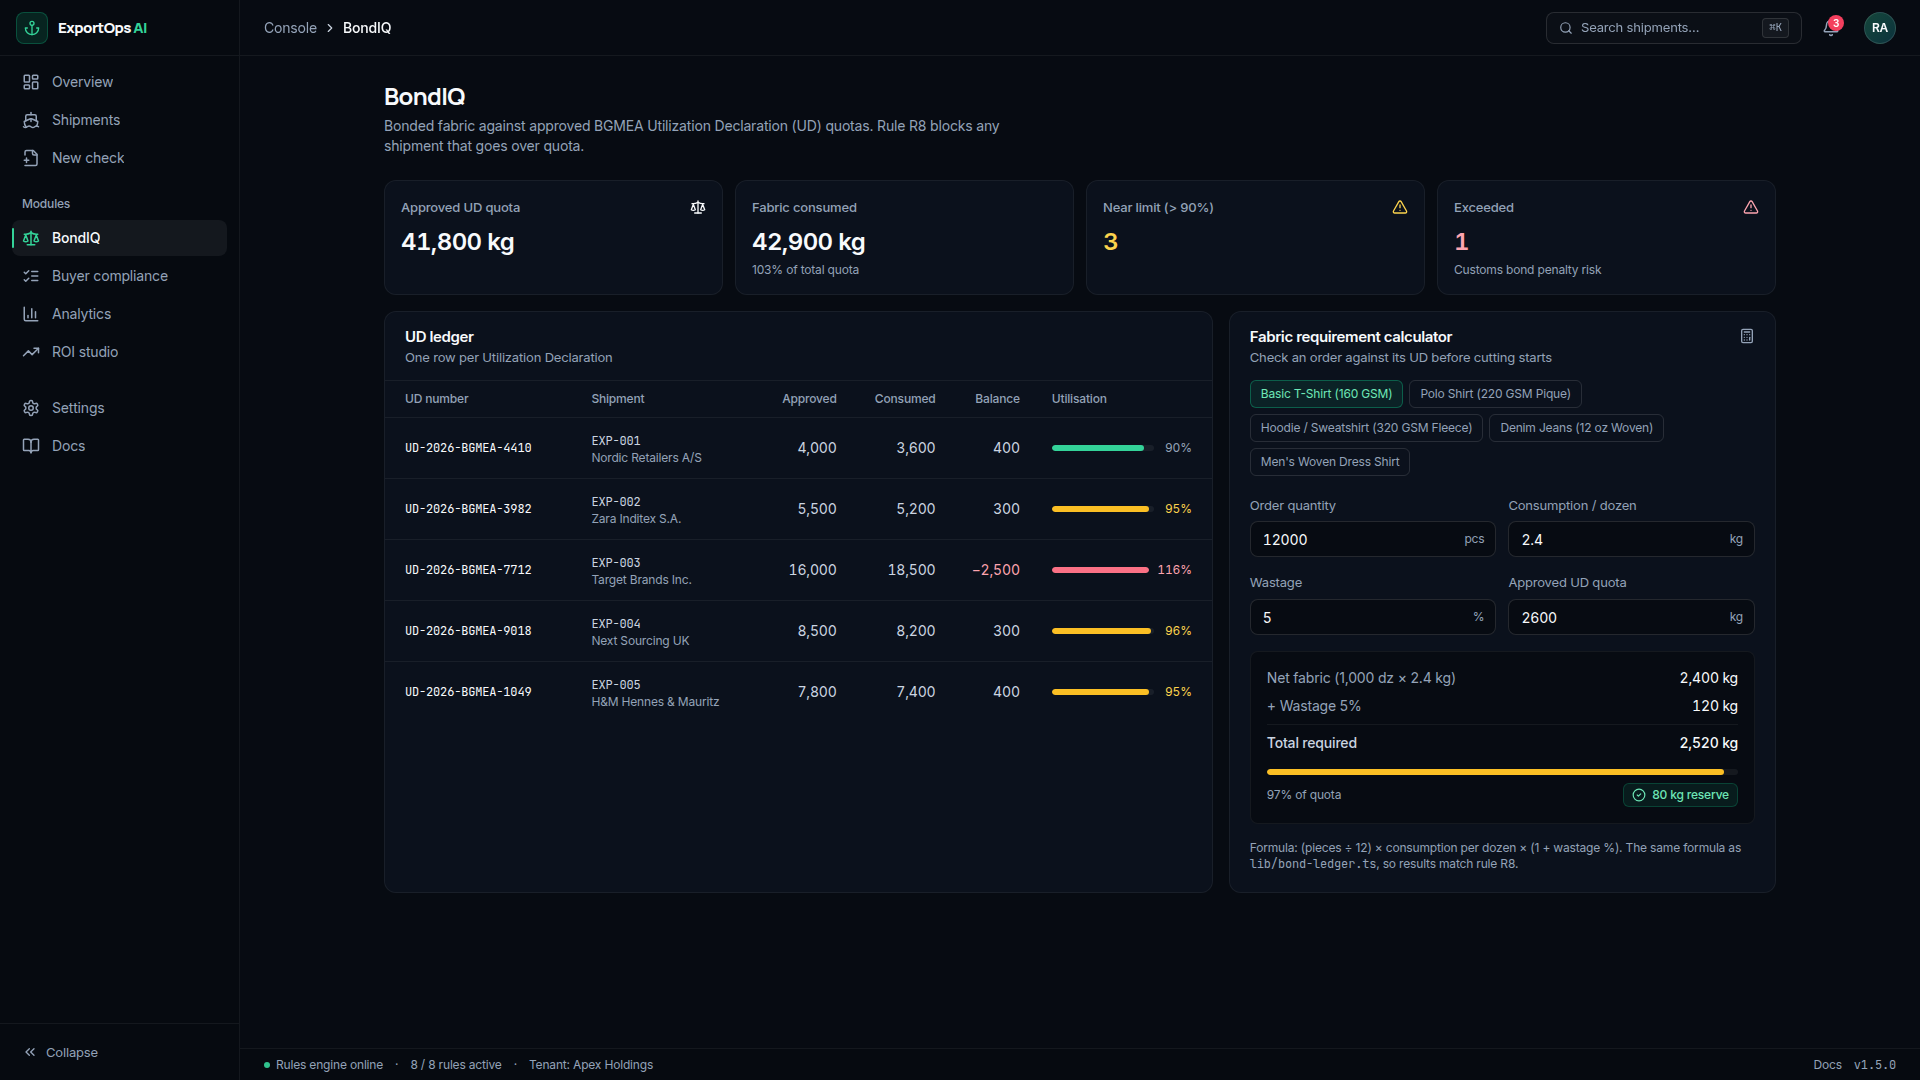 ExportOps AI
Console > BondIQ
Search shipments... ⌘K
3
RA
Overview
Shipments
New check
Modules
BondIQ
Buyer compliance
Analytics
ROI studio
Settings
Docs
Collapse
BondIQ
Bonded fabric against approved BGMEA Utilization Declaration (UD) quotas. Rule R8 blocks any
shipment that goes over quota.
Approved UD quota
41,800 kg
Fabric consumed
42,900 kg
103% of total quota
Near limit (> 90%)
3
Exceeded
1
Customs bond penalty risk
UD ledger
One row per Utilization Declaration
UD number Shipment Approved Consumed Balance Utilisation
UD-2026-BGMEA-4410 EXP-001 4,000 3,600 400 90%
Nordic Retailers A/S
UD-2026-BGMEA-3982 EXP-002 5,500 5,200 300 95%
Zara Inditex S.A.
UD-2026-BGMEA-7712 EXP-003 16,000 18,500 −2,500 116%
Target Brands Inc.
UD-2026-BGMEA-9018 EXP-004 8,500 8,200 300 96%
Next Sourcing UK
UD-2026-BGMEA-1049 EXP-005 7,800 7,400 400 95%
H&M Hennes & Mauritz
Fabric requirement calculator
Check an order against its UD before cutting starts
Basic T-Shirt (160 GSM) Polo Shirt (220 GSM Pique)
Hoodie / Sweatshirt (320 GSM Fleece) Denim Jeans (12 oz Woven)
Men's Woven Dress Shirt
Order quantity Consumption / dozen
12000 pcs 2.4 kg
Wastage Approved UD quota
5 % 2600 kg
Net fabric (1,000 dz × 2.4 kg) 2,400 kg
+ Wastage 5% 120 kg
Total required 2,520 kg
97% of quota 80 kg reserve
Formula: (pieces ÷ 12) × consumption per dozen × (1 + wastage %). The same formula as
lib/bond-ledger.ts, so results match rule R8.
Rules engine online · 8 / 8 rules active · Tenant: Apex Holdings
Docs v1.5.0